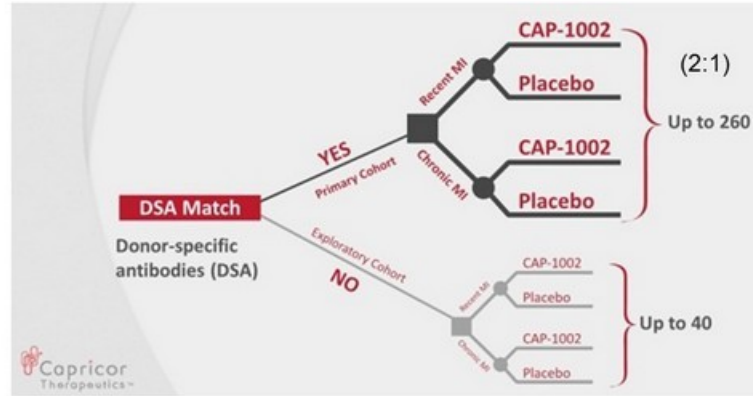 CAP-1002
Recent MI
Placebo
(2:1)
Up to 260
YES
Primary Cohort
CAP-1002
Chronic MI
Placebo
DSA Match
Donor-specific
antibodies (DSA)
Exploratory Cohort
NO
CAP-1002
Recent MI
Placebo
Up to 40
CAP-1002
Chronic MI
Placebo
Capricor
Therapeutics™